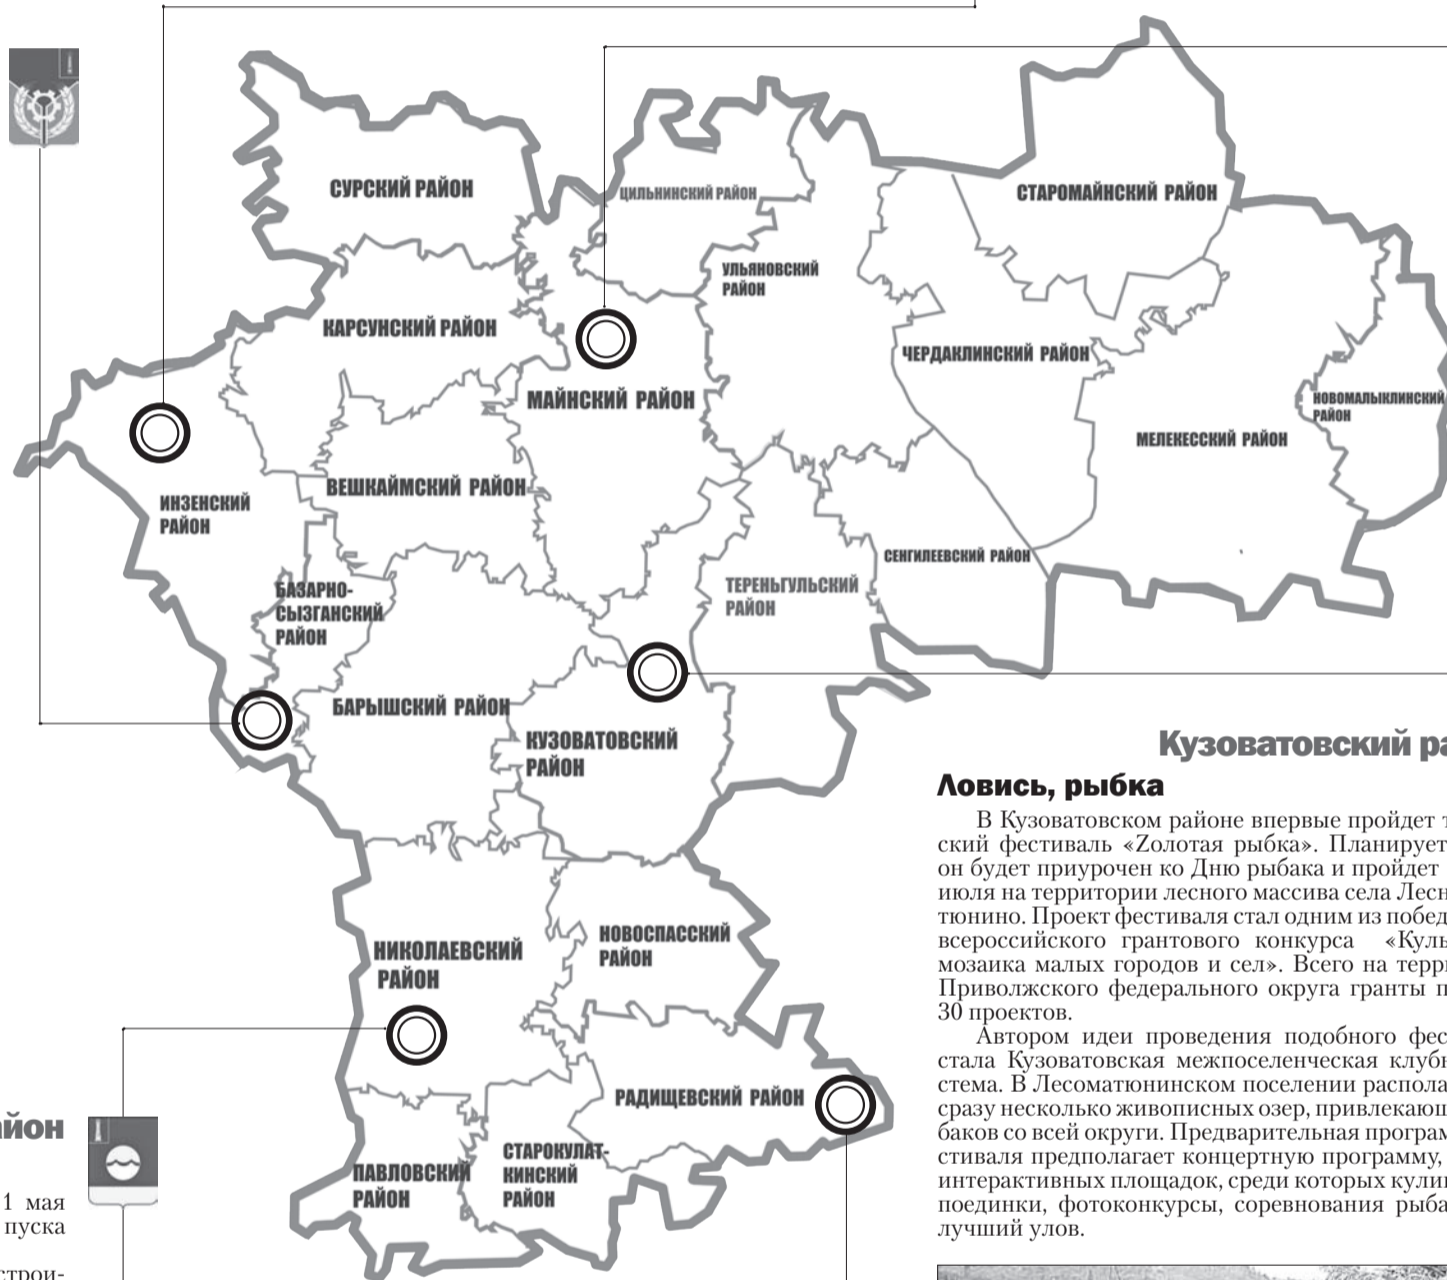 СУРСКИЙ РАЙОН
ЦИЛЬНИНСКИЙ РАЙОН
СТАРОМАЙНСКИЙ РАЙОН
УЛЬЯНОВСКИЙ
РАЙОН
КАРСУНСКИЙ РАЙОН
ЧЕРДАКЛИНСКИЙ РАЙОН
МАЙНСКИЙ РАЙОН
НОВОМАЛЫКЛИНСКИЙ
РАЙОН
МЕЛЕКЕССКИЙ РАЙОН
ВЕШКАЙМСКИЙ РАЙОН
ИНЗЕНСКИЙ
РАЙОН
СЕНГИЛЕЕВСКИЙ РАЙОН
БАЗАРНО-
СЫЗГАНСКИЙ
РАЙОН
ТЕРЕНЬГУЛЬСКИЙ
РАЙОН
БАРЫШСКИЙ РАЙОН
КУЗОВАТОВСКИЙ
РАЙОН
НИКОЛАЕВСКИЙ
РАЙОН
НОВОСПАССКИЙ
РАЙОН
РАДИЩЕВСКИЙ РАЙОН
ПАВЛОВСКИЙ
РАЙОН
СТАРОКУЛАТ-
КИНСКИЙ
РАЙОН
йон
1 мая
пуска
строи-
Кузоватовский ра
Ловись, рыбка
В Кузоватовском районе впервые пройдет т
ский фестиваль «Zолотая рыбка». Планирует
он будет приурочен ко Дню рыбака и пройдет
июля на территории лесного массива села Лесн
тюнино. Проект фестиваля стал одним из побед
всероссийского грантового конкурса «Куль
мозаика малых городов и сел». Всего на терр
Приволжского федерального округа гранты п
30 проектов.
Автором идеи проведения подобного фес
стала Кузоватовская межпоселенческая клубн
стема. В Лесоматюнинском поселении распола
сразу несколько живописных озер, привлекающ
баков со всей округи. Предварительная програм
стиваля предполагает концертную программу,
интерактивных площадок, среди которых кулин
поединки, фотоконкурсы, соревнования рыба
лучший улов.